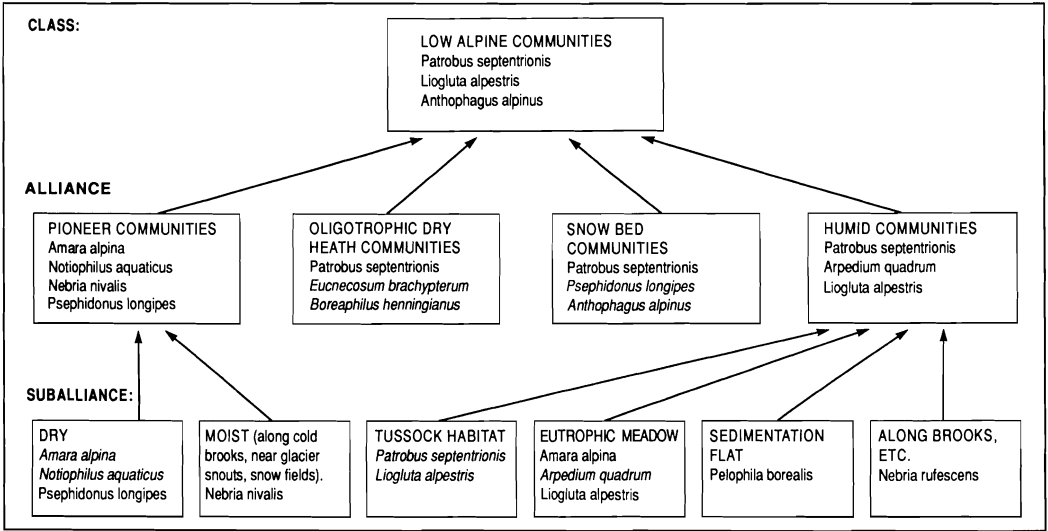 CLASS:
LOW ALPINE COMMUNITIES
Patrobus septentrionis
Liogluta alpestris
Anthophagus alpinus
ALLIANCE
PIONEER COMMUNITIES
Amara alpina
Notiophilus aquaticus
Nebria nivalis
Psephidonus longipes
OLIGOTROPHIC DRY
HEATH COMMUNITIES
Patrobus septentrionis
Eucnecosum brachypterum
Boreaphilus henningianus
SNOW BED
COMMUNITIES
Patrobus septentrionis
Psephidonus longipes
Anthophagus alpinus
HUMID COMMUNITIES
Patrobus septentrionis
Arpedium quadrum
Liogluta alpestris
SUBALLIANCE:
DRY
Amara alpina
Notiophilus aquaticus
Psephidonus longipes
MOIST (along cold
brooks, near glacier
snouts, snow fields).
Nebria nivalis
TUSSOCK HABITAT
Patrobus septentrionis
Liogluta alpestris
EUTROPHIC MEADOW
Amara alpina
Arpedium quadrum
Liogluta alpestris
SEDIMENTATION
FLAT
Pelophila borealis
ALONG BROOKS,
ETC.
Nebria rufescens